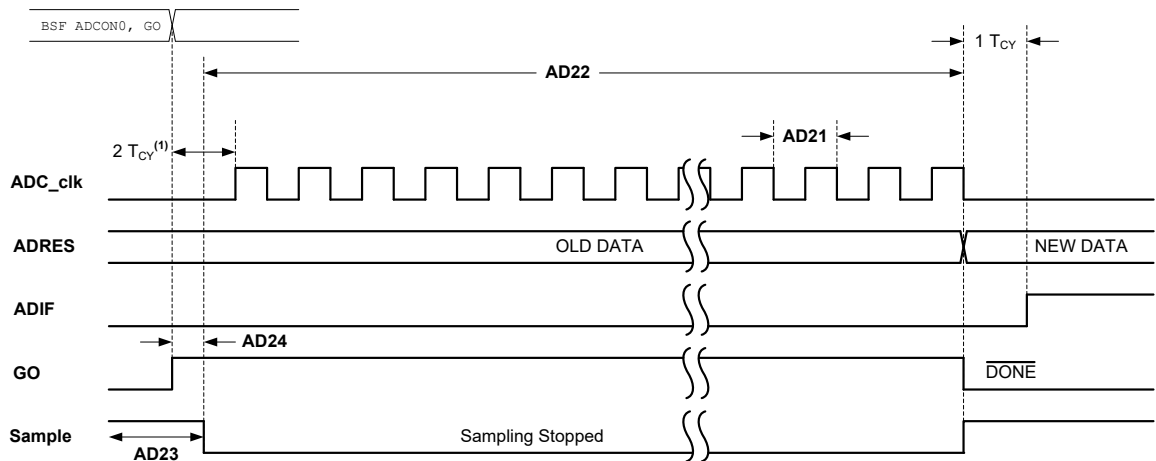 BSF ADCON0, GO
1 TCY
AD22
AD21
2 TCY(1)
ADC_clk
ADRES
OLD DATA
NEW DATA
ADIF
AD24
GO
DONE
Sample
Sampling Stopped
AD23